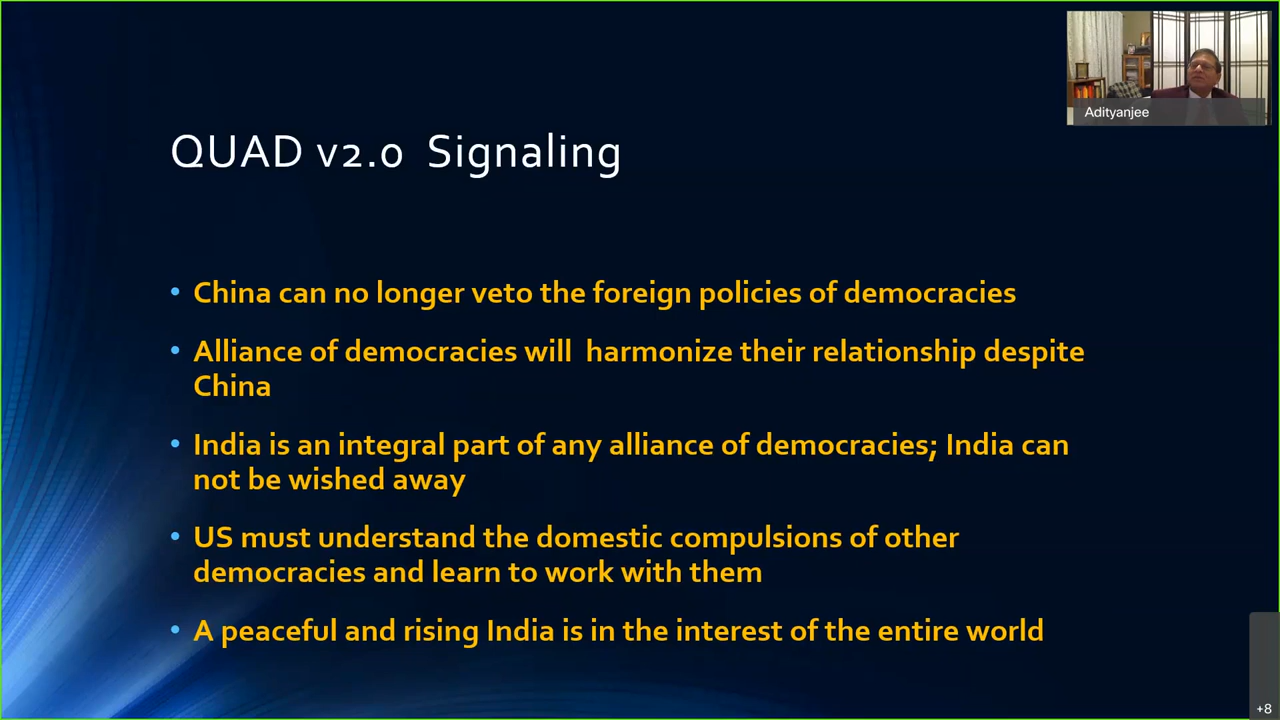 Adityanjee
QUAD v2.0 Signaling
• China can no longer veto the foreign policies of democracies
• Alliance of democracies will harmonize their relationship despite
China
• India is an integral part of any alliance of democracies; India can
not be wished away
• US must understand the domestic compulsions of other
democracies and learn to work with them
• A peaceful and rising India is in the interest of the entire world
+8